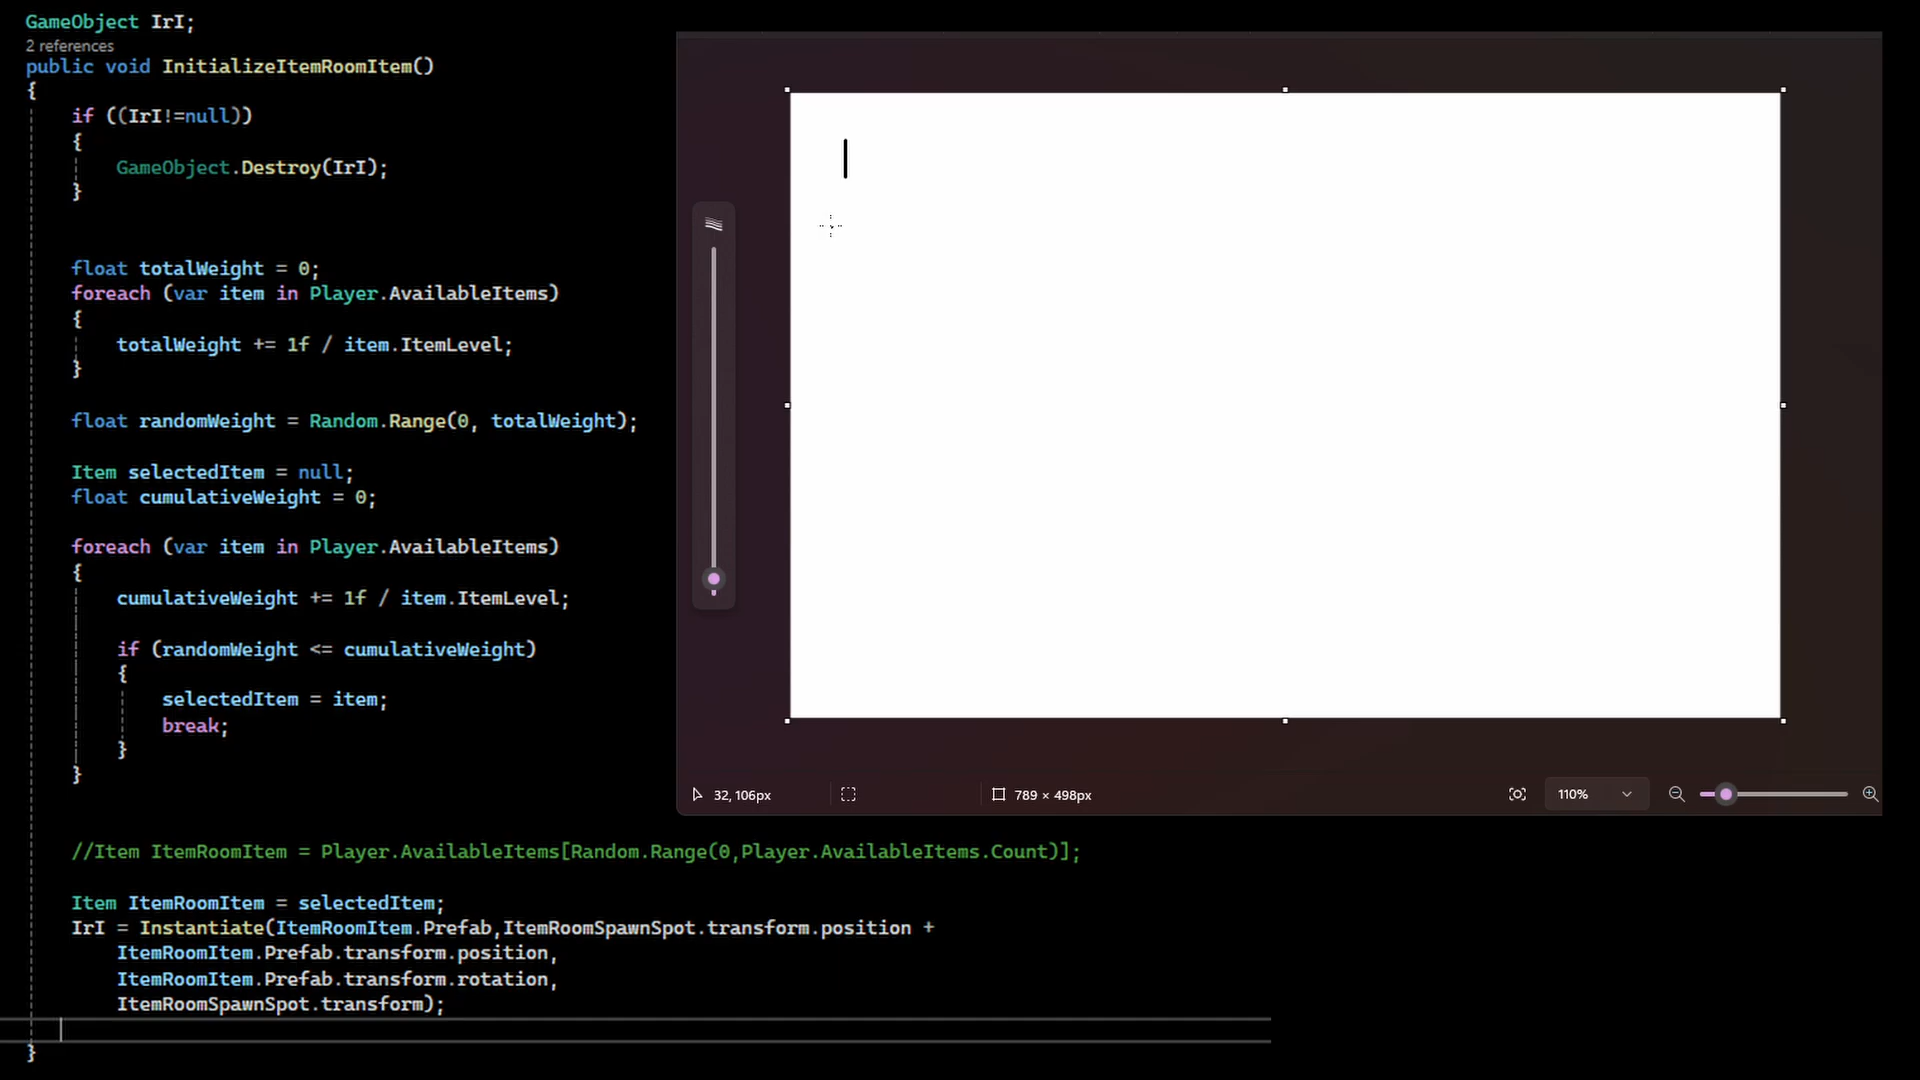 GameObject IrI;
2 references
public void InitializeItemRoomItem()
{
if ((IrI!=null))
{
GameObject.Destroy(IrI);
}
float totalWeight = 0;
foreach (var item in Player.AvailableItems)
{
totalWeight += 1f / item.ItemLevel;
}
float randomWeight = Random.Range(0, totalWeight);
Item selectedItem = null;
float cumulativeWeight = 0;
foreach (var item in Player.AvailableItems)
{
cumulativeWeight += 1f / item.ItemLevel;
if (randomWeight <= cumulativeWeight)
{
selectedItem = item;
break;
}
}
//Item ItemRoomItem = Player.AvailableItems[Random.Range(0,Player.AvailableItems.Count)];
Item ItemRoomItem = selectedItem;
IrI = Instantiate(ItemRoomItem.Prefab,ItemRoomSpawnSpot.transform.position +
ItemRoomItem.Prefab.transform.position,
ItemRoomItem.Prefab.transform.rotation,
ItemRoomSpawnSpot.transform);
}
32, 106px
789 × 498px
110%